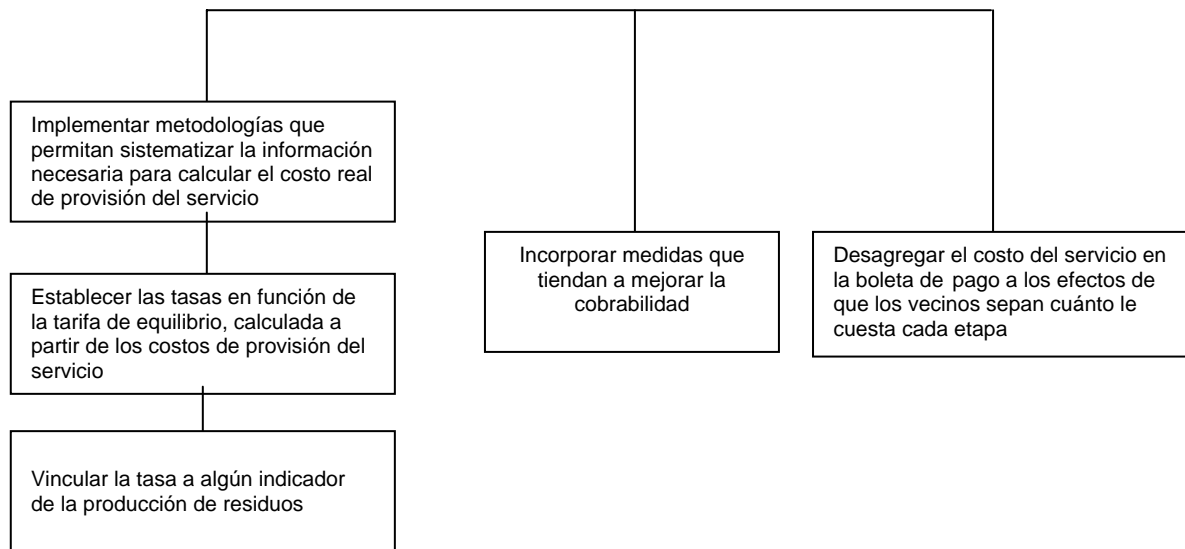 Implementar metodologías que
permitan sistematizar la información
necesaria para calcular el costo real
de provisión del servicio
Establecer las tasas en función de
la tarifa de equilibrio, calculada a
partir de los costos de provisión del
servicio
Vincular la tasa a algún indicador
de la producción de residuos
Incorporar medidas que
tiendan a mejorar la
cobrabilidad
Desagregar el costo del servicio en
la boleta de pago a los efectos de
que los vecinos sepan cuánto le
cuesta cada etapa